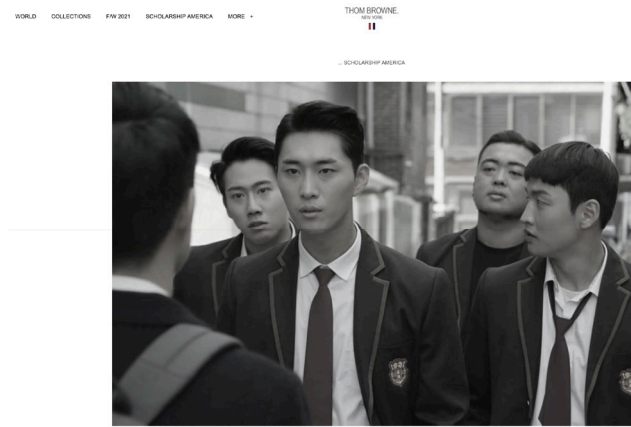 WORLD
COLLECTIONS
F/W 2021
SCHOLARSHIP AMERICA
MORE +
THOM BROWNE.
NEW YORK
... SCHOLARSHIP AMERICA